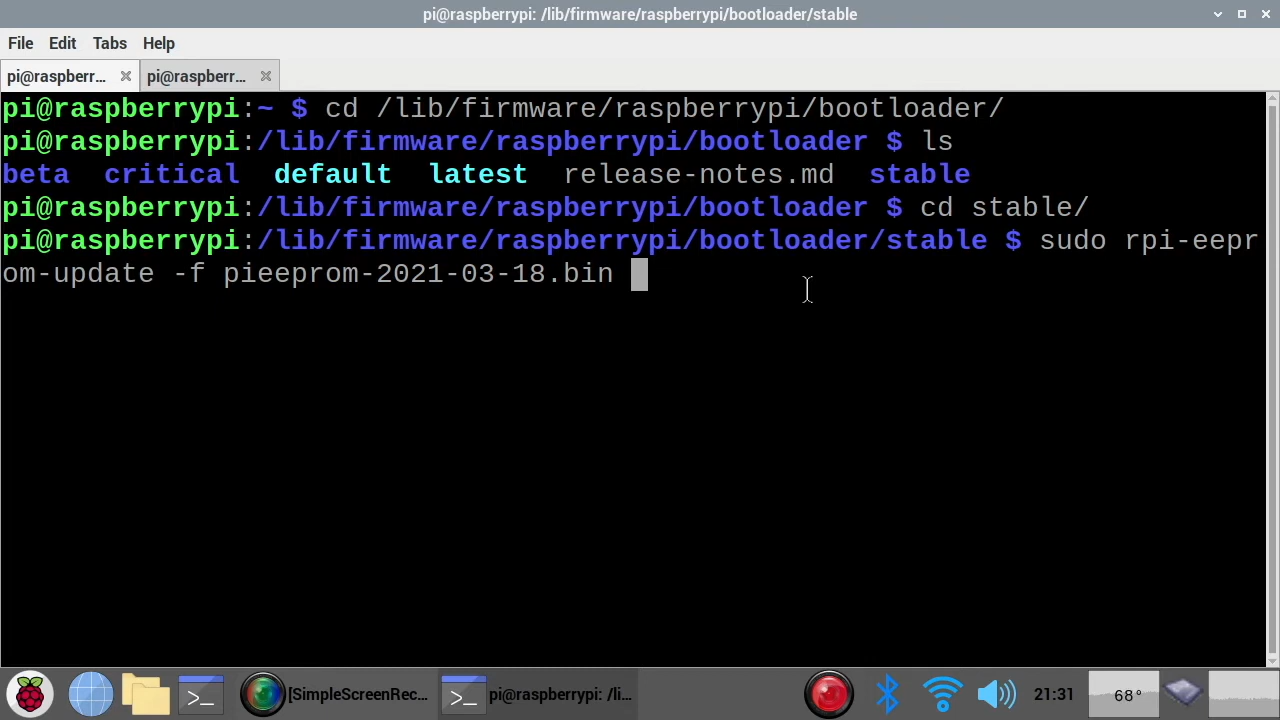 pi@raspberrypi: /lib/firmware/raspberrypi/bootloader/stable
File Edit Tabs Help
pi@raspberr... pi@raspberr...
pi@raspberrypi:~ $ cd /lib/firmware/raspberrypi/bootloader/
pi@raspberrypi:/lib/firmware/raspberrypi/bootloader $ ls
beta critical default latest release-notes.md stable
pi@raspberrypi:/lib/firmware/raspberrypi/bootloader $ cd stable/
pi@raspberrypi:/lib/firmware/raspberrypi/bootloader/stable $ sudo rpi-eepr
om-update -f pieeprom-2021-03-18.bin
[SimpleScreenRec... pi@raspberrypi: /li... 21:31 68°